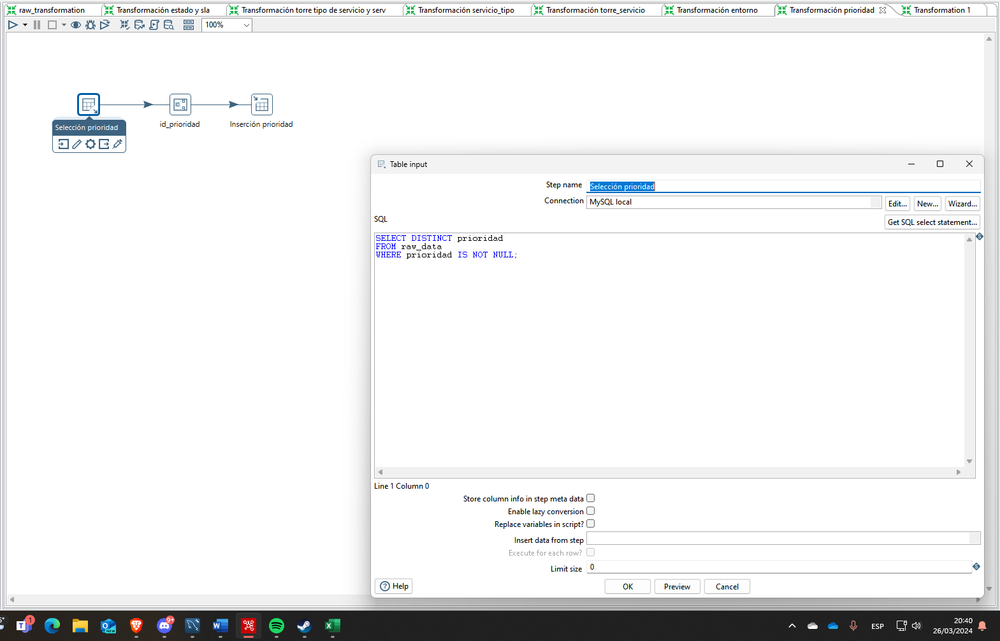 raw_transformation
Transformación estado y sla
Transformación torre tipo de servicio y serv
Transformación servicio_tipo
Transformación torre_servicio
Transformación entorno
Transformación prioridad
Transformation 1
100%
Selección prioridad
id_prioridad
Inserción prioridad
Table input
Step name Selección prioridad
Connection MySQL local Edit... New... Wizard...
SQL Get SQL select statement...
SELECT DISTINCT prioridad
FROM raw_data
WHERE prioridad IS NOT NULL;
Line 1 Column 0
Store column info in step meta data
Enable lazy conversion
Replace variables in script?
Insert data from step
Execute for each row?
Limit size 0
Help OK Preview Cancel
1
NEW
9+
ESP
20:40
26/03/2024